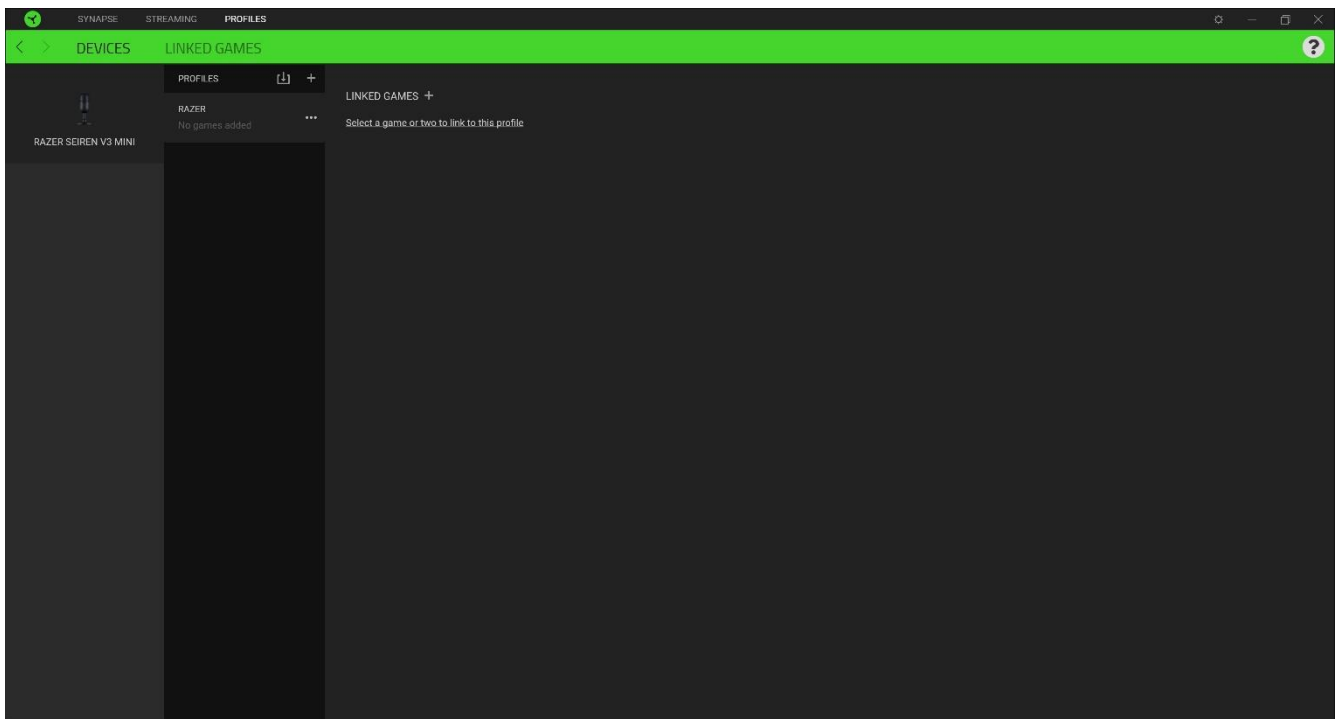 SYNAPSE STREAMING PROFILES
DEVICES LINKED GAMES
?
PROFILES
RAZER
No games added
RAZER SEIREN V3 MINI
LINKED GAMES +
Select a game or two to link to this profile